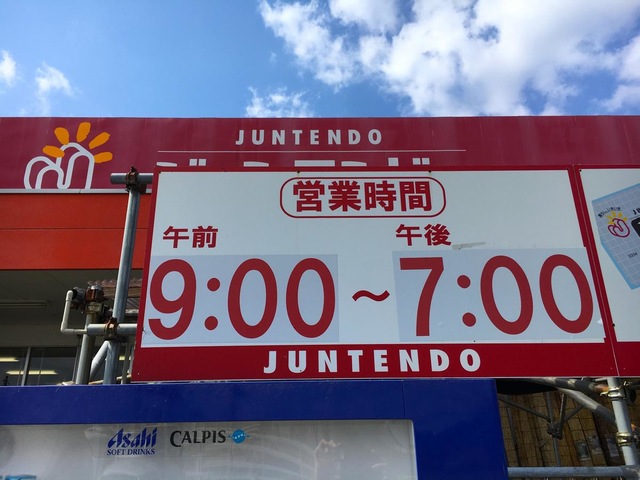 JUNTENDO
営業時間
午前 午後
9:00～7:00
JUNTENDO
Asahi CALPIS
SOFT DRINKS